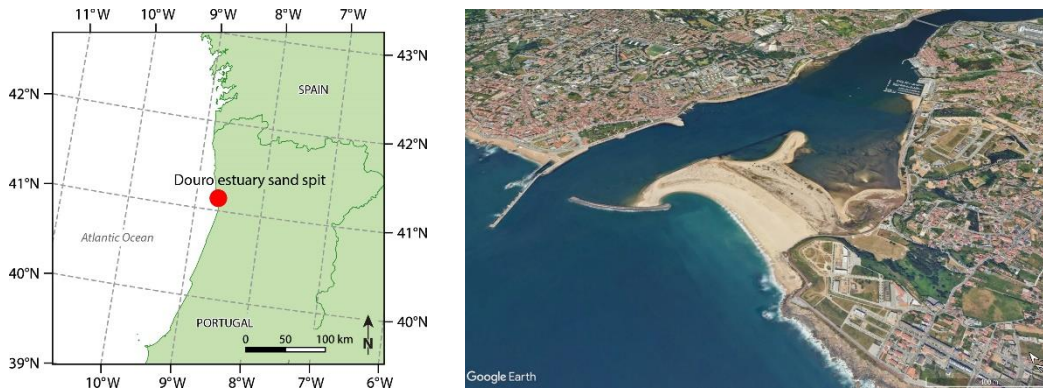 11°W 10°W 9°W 8°W 7°W
43°N
SPAIN
42°N
42°N
Douro estuary sand spit
41°N
41°N
Atlantic Ocean
40°N
PORTUGAL
40°N
0 50 100 km
N
39°N
10°W 9°W 8°W 7°W 6°W
Google Earth